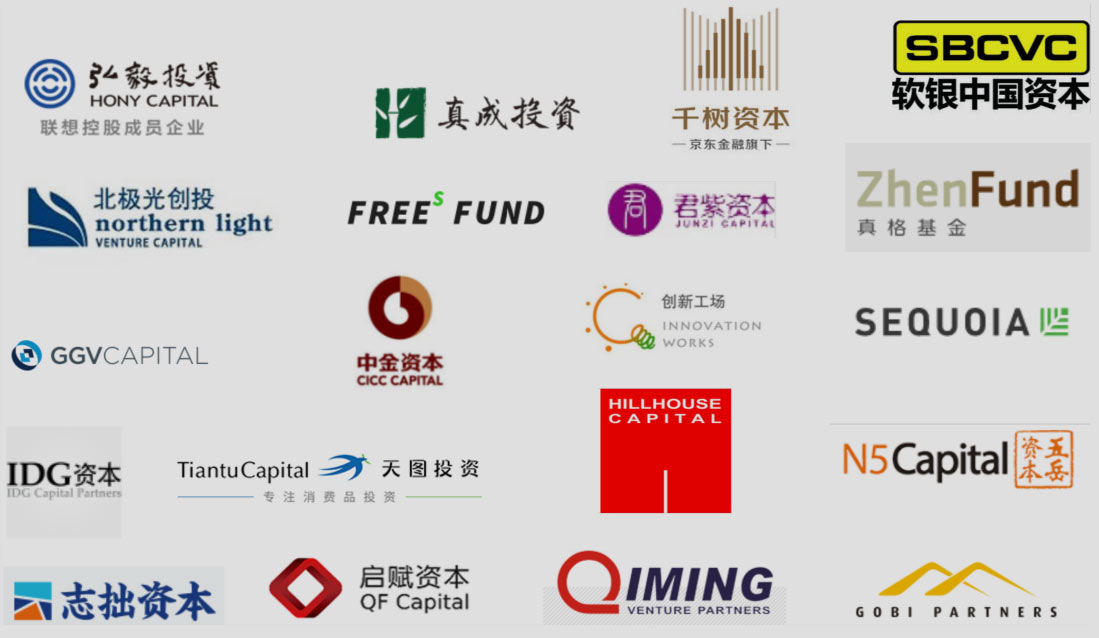 弘毅投資
HONY CAPITAL
联想控股成员企业
真成投資
千树资本
京东金融旗下
SBCVC
软银中国资本
北极光创投
northern light
VENTURE CAPITAL
FREES FUND
君
君紫资本
JUNZI CAPITAL
ZhenFund
真格基金
GGVCAPITAL
中金资本
CICC CAPITAL
创新工场
INNOVATION
WORKS
SEQUOIA
HILLHOUSE
CAPITAL
IDG资本
IDG Capital Partners
TiantuCapital 天图投资
专注消费品投资
N5Capital
五岳
资本
志拙资本
启赋资本
QF Capital
QIMING
VENTURE PARTNERS
GOBI PARTNERS